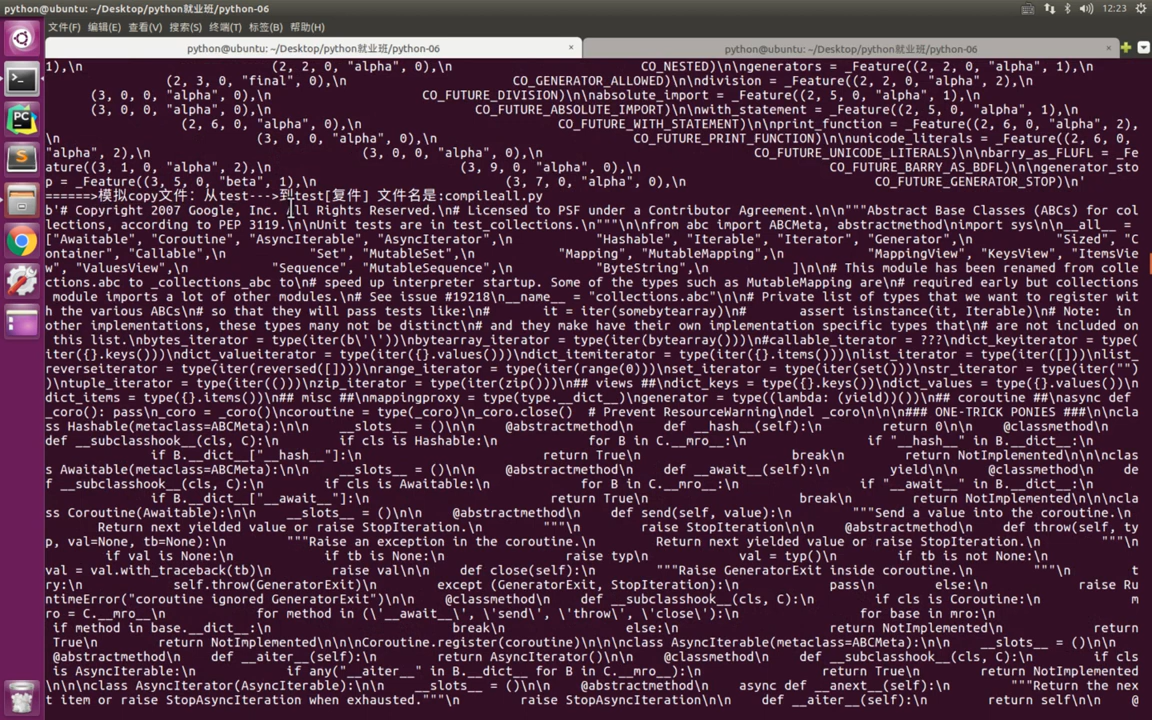 python@ubuntu: ~/Desktop/python就业班/python-06
12:23
文件(F) 编辑(E) 查看(V) 搜索(S) 终端(T) 标签(B) 帮助(H)
python@ubuntu: ~/Desktop/python就业班/python-06 × python@ubuntu: ~/Desktop/python就业班/python-06 ×
1),\n (2, 2, 0, "alpha", 0),\n CO_NESTED)\n\ngenerators = _Feature((2, 2, 0, "alpha", 1),\n
(2, 3, 0, "final", 0),\n CO_GENERATOR_ALLOWED)\n\ndivision = _Feature((2, 2, 0, "alpha", 2),\n
(3, 0, 0, "alpha", 0),\n CO_FUTURE_DIVISION)\n\nabsolute_import = _Feature((2, 5, 0, "alpha", 1),\n
(3, 0, 0, "alpha", 0),\n CO_FUTURE_ABSOLUTE_IMPORT)\n\nwith_statement = _Feature((2, 5, 0, "alpha", 1),\n
(2, 6, 0, "alpha", 0),\n CO_FUTURE_WITH_STATEMENT)\n\nprint_function = _Feature((2, 6, 0, "alpha", 2),
\n (3, 0, 0, "alpha", 0),\n CO_FUTURE_PRINT_FUNCTION)\n\nunicode_literals = _Feature((2, 6, 0,
"alpha", 2),\n (3, 0, 0, "alpha", 0),\n CO_FUTURE_UNICODE_LITERALS)\n\nbarry_as_FLUFL = _Fe
ature((3, 1, 0, "alpha", 2),\n (3, 9, 0, "alpha", 0),\n CO_FUTURE_BARRY_AS_BDFL)\n\ngenerator_sto
p = _Feature((3, 5, 0, "beta", 1),\n (3, 7, 0, "alpha", 0),\n CO_FUTURE_GENERATOR_STOP)\n'
======>模拟copy文件：从test--->到test[复件] 文件名是:compileall.py
b'# Copyright 2007 Google, Inc. All Rights Reserved.\n# Licensed to PSF under a Contributor Agreement.\n\n"""Abstract Base Classes (ABCs) for col
lections, according to PEP 3119.\n\nUnit tests are in test_collections.\n"""\n\nfrom abc import ABCMeta, abstractmethod\nimport sys\n\n__all__ =
["Awaitable", "Coroutine", "AsyncIterable", "AsyncIterator",\n "Hashable", "Iterable", "Iterator", "Generator",\n "Sized", "C
ontainer", "Callable",\n "Set", "MutableSet",\n "Mapping", "MutableMapping",\n "MappingView", "KeysView", "ItemsVie
w", "ValuesView",\n "Sequence", "MutableSequence",\n "ByteString",\n ]\n\n# This module has been renamed from colle
ctions.abc to _collections_abc to\n# speed up interpreter startup. Some of the types such as MutableMapping are\n# required early but collections
module imports a lot of other modules.\n# See issue #19218\n__name__ = "collections.abc"\n\n# Private list of types that we want to register wit
h the various ABCs\n# so that they will pass tests like:\n# it = iter(somebytearray)\n# assert isinstance(it, Iterable)\n# Note: in
other implementations, these types many not be distinct\n# and they make have their own implementation specific types that\n# are not included on
this list.\nbytes_iterator = type(iter(b\'\'))\nbytearray_iterator = type(iter(bytearray()))\n#callable_iterator = ???\ndict_keyiterator = type(
iter({}.keys()))\ndict_valueiterator = type(iter({}.values()))\ndict_itemiterator = type(iter({}.items()))\nlist_iterator = type(iter([]))\nlist_
reverseiterator = type(iter(reversed([])))\nrange_iterator = type(iter(range(0)))\nset_iterator = type(iter(set()))\nstr_iterator = type(iter("")
)\ntuple_iterator = type(iter(()))\nzip_iterator = type(iter(zip()))\n## views ##\ndict_keys = type({}.keys())\ndict_values = type({}.values())\n
dict_items = type({}.items())\n## misc ##\nmappingproxy = type(type.__dict__)\ngenerator = type((lambda: (yield))())\n## coroutine ##\nasync def
_coro(): pass\n_coro = _coro()\ncoroutine = type(_coro)\n_coro.close()  # Prevent ResourceWarning\ndel _coro\n\n\n### ONE-TRICK PONIES ###\n\ncla
ss Hashable(metaclass=ABCMeta):\n\n __slots__ = ()\n\n @abstractmethod\n def __hash__(self):\n return 0\n\n @classmethod\n
def __subclasshook__(cls, C):\n if cls is Hashable:\n for B in C.__mro__:\n if "__hash__" in B.__dict__:\n
if B.__dict__["__hash__"]:\n return True\n break\n return NotImplemented\n\n\nclas
s Awaitable(metaclass=ABCMeta):\n\n __slots__ = ()\n\n @abstractmethod\n def __await__(self):\n yield\n\n @classmethod\n de
f __subclasshook__(cls, C):\n if cls is Awaitable:\n for B in C.__mro__:\n if "__await__" in B.__dict__:\n
if B.__dict__["__await__"]:\n return True\n break\n return NotImplemented\n\n\ncla
ss Coroutine(Awaitable):\n\n __slots__ = ()\n\n @abstractmethod\n def send(self, value):\n """Send a value into the coroutine.\n
Return next yielded value or raise StopIteration.\n """\n raise StopIteration\n\n @abstractmethod\n def throw(self, ty
p, val=None, tb=None):\n """Raise an exception in the coroutine.\n Return next yielded value or raise StopIteration.\n """\n
if val is None:\n if tb is None:\n raise typ\n val = typ()\n if tb is not None:\n
val = val.with_traceback(tb)\n raise val\n\n def close(self):\n """Raise GeneratorExit inside coroutine.\n """\n t
ry:\n self.throw(GeneratorExit)\n except (GeneratorExit, StopIteration):\n pass\n else:\n raise Ru
ntimeError("coroutine ignored GeneratorExit")\n\n @classmethod\n def __subclasshook__(cls, C):\n if cls is Coroutine:\n m
ro = C.__mro__\n for method in (\'__await__\', \'send\', \'throw\', \'close\'):\n for base in mro:\n
if method in base.__dict__:\n break\n else:\n return NotImplemented\n return
True\n return NotImplemented\n\n\nCoroutine.register(coroutine)\n\n\nclass AsyncIterable(metaclass=ABCMeta):\n\n __slots__ = ()\n\n
@abstractmethod\n def __aiter__(self):\n return AsyncIterator()\n\n @classmethod\n def __subclasshook__(cls, C):\n if cls
is AsyncIterable:\n if any("__aiter__" in B.__dict__ for B in C.__mro__):\n return True\n return NotImplemented
\n\n\nclass AsyncIterator(AsyncIterable):\n\n __slots__ = ()\n\n @abstractmethod\n async def __anext__(self):\n """Return the nex
t item or raise StopAsyncIteration when exhausted."""\n raise StopAsyncIteration\n\n def __aiter__(self):\n return self\n\n @